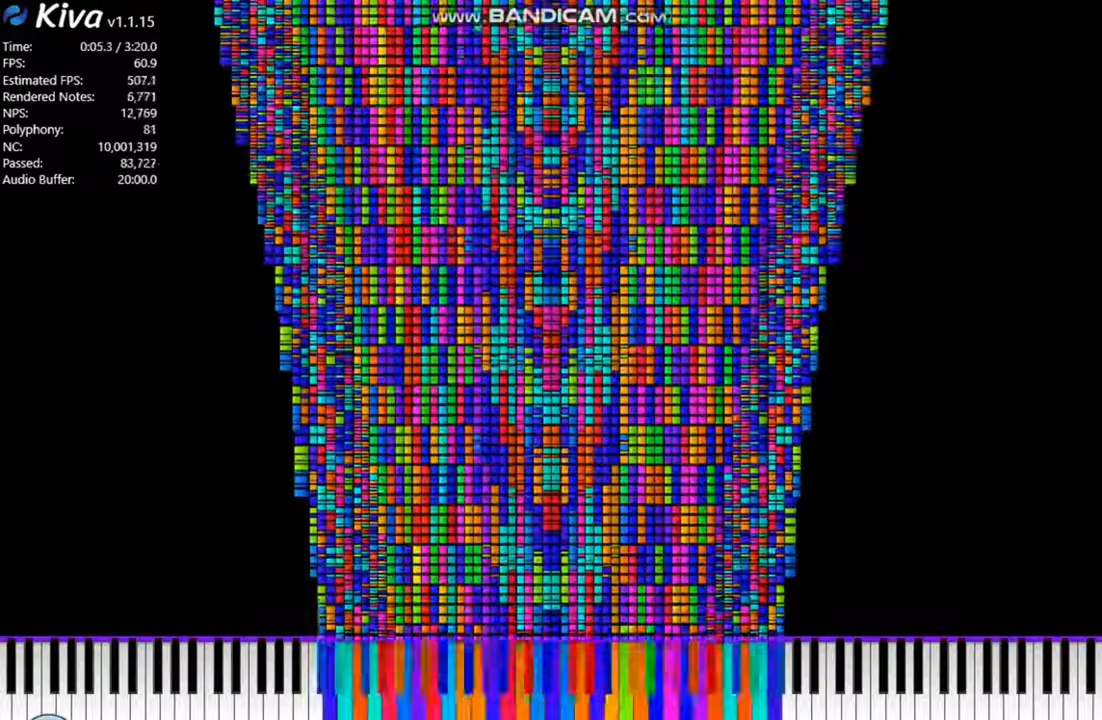 Kiva v1.1.15
www.BANDICAM.com
Time: 0:05.3 / 3:20.0
FPS: 60.9
Estimated FPS: 507.1
Rendered Notes: 6,771
NPS: 12,769
Polyphony: 81
NC: 10,001,319
Passed: 83,727
Audio Buffer: 20:00.0